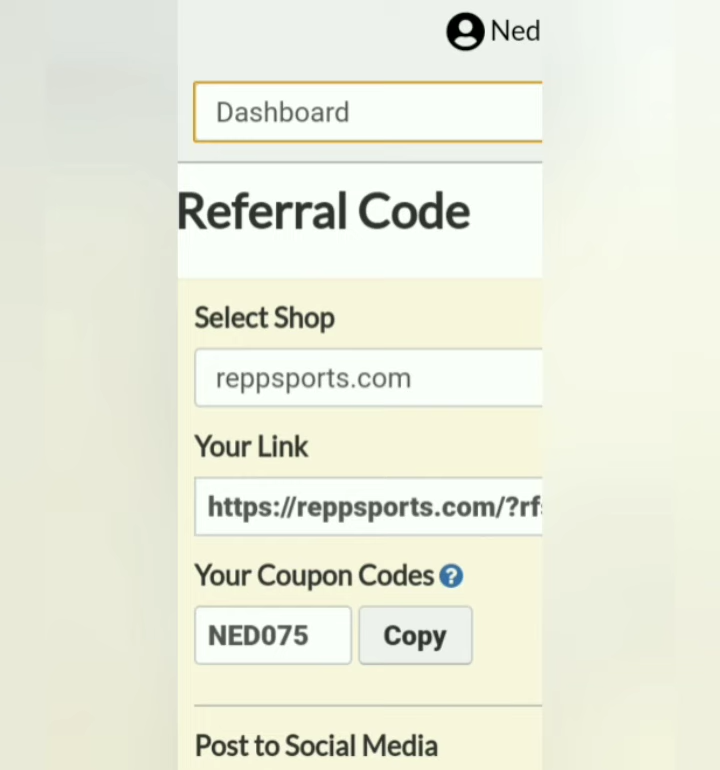 Ned
Dashboard
Referral Code
Select Shop
reppsports.com
Your Link
https://reppsports.com/?rf
Your Coupon Codes ?
NED075 Copy
Post to Social Media